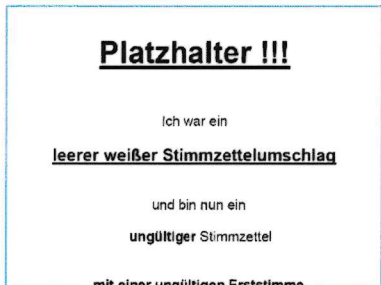 Platzhalter !!!
Ich war ein
leerer weißer Stimmzettelumschlag
und bin nun ein
ungültiger Stimmzettel
mit einer ungültigen Erststimme